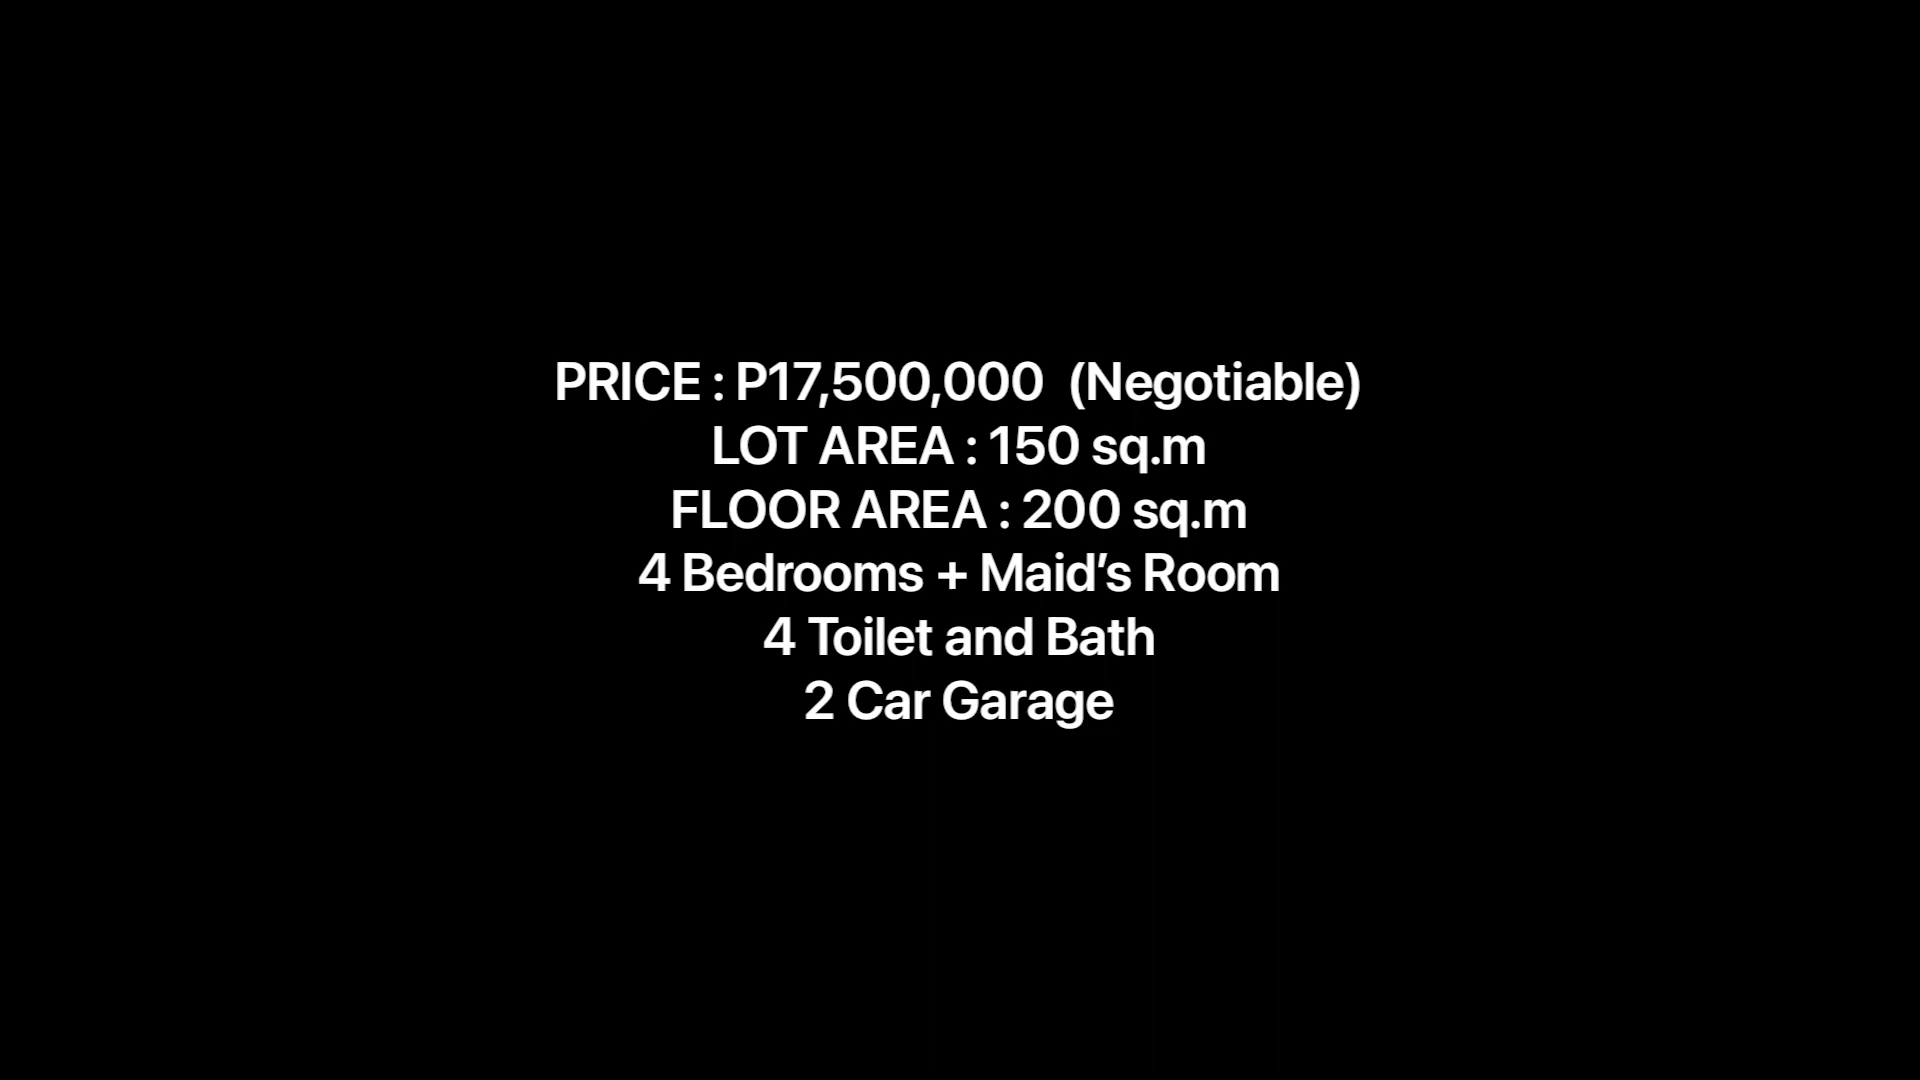 PRICE : P17,500,000  (Negotiable)
LOT AREA : 150 sq.m
FLOOR AREA : 200 sq.m
4 Bedrooms + Maid’s Room
4 Toilet and Bath
2 Car Garage